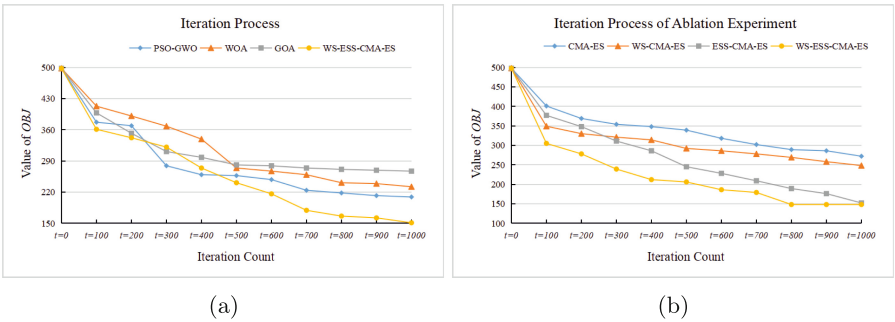 Iteration Process
PSO-GWO WOA GOA WS-ESS-CMA-ES
500
430
360
290
220
150
Value of OBJ
t=0 t=100 t=200 t=300 t=400 t=500 t=600 t=700 t=800 t=900 t=1000
Iteration Count
(a)
Iteration Process of Ablation Experiment
CMA-ES WS-CMA-ES ESS-CMA-ES WS-ESS-CMA-ES
500
450
400
350
300
250
200
150
100
Value of OBJ
t=0 t=100 t=200 t=300 t=400 t=500 t=600 t=700 t=800 t=900 t=1000
Iteration Count
(b)